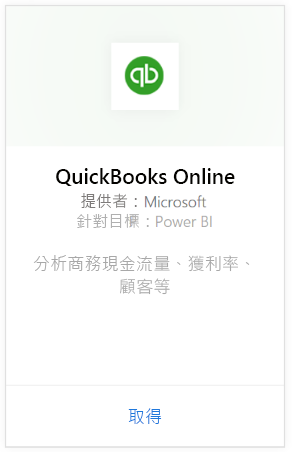 qb
QuickBooks Online
提供者：Microsoft
針對目標：Power BI
分析商務現金流量、獲利率、
顧客等
取得